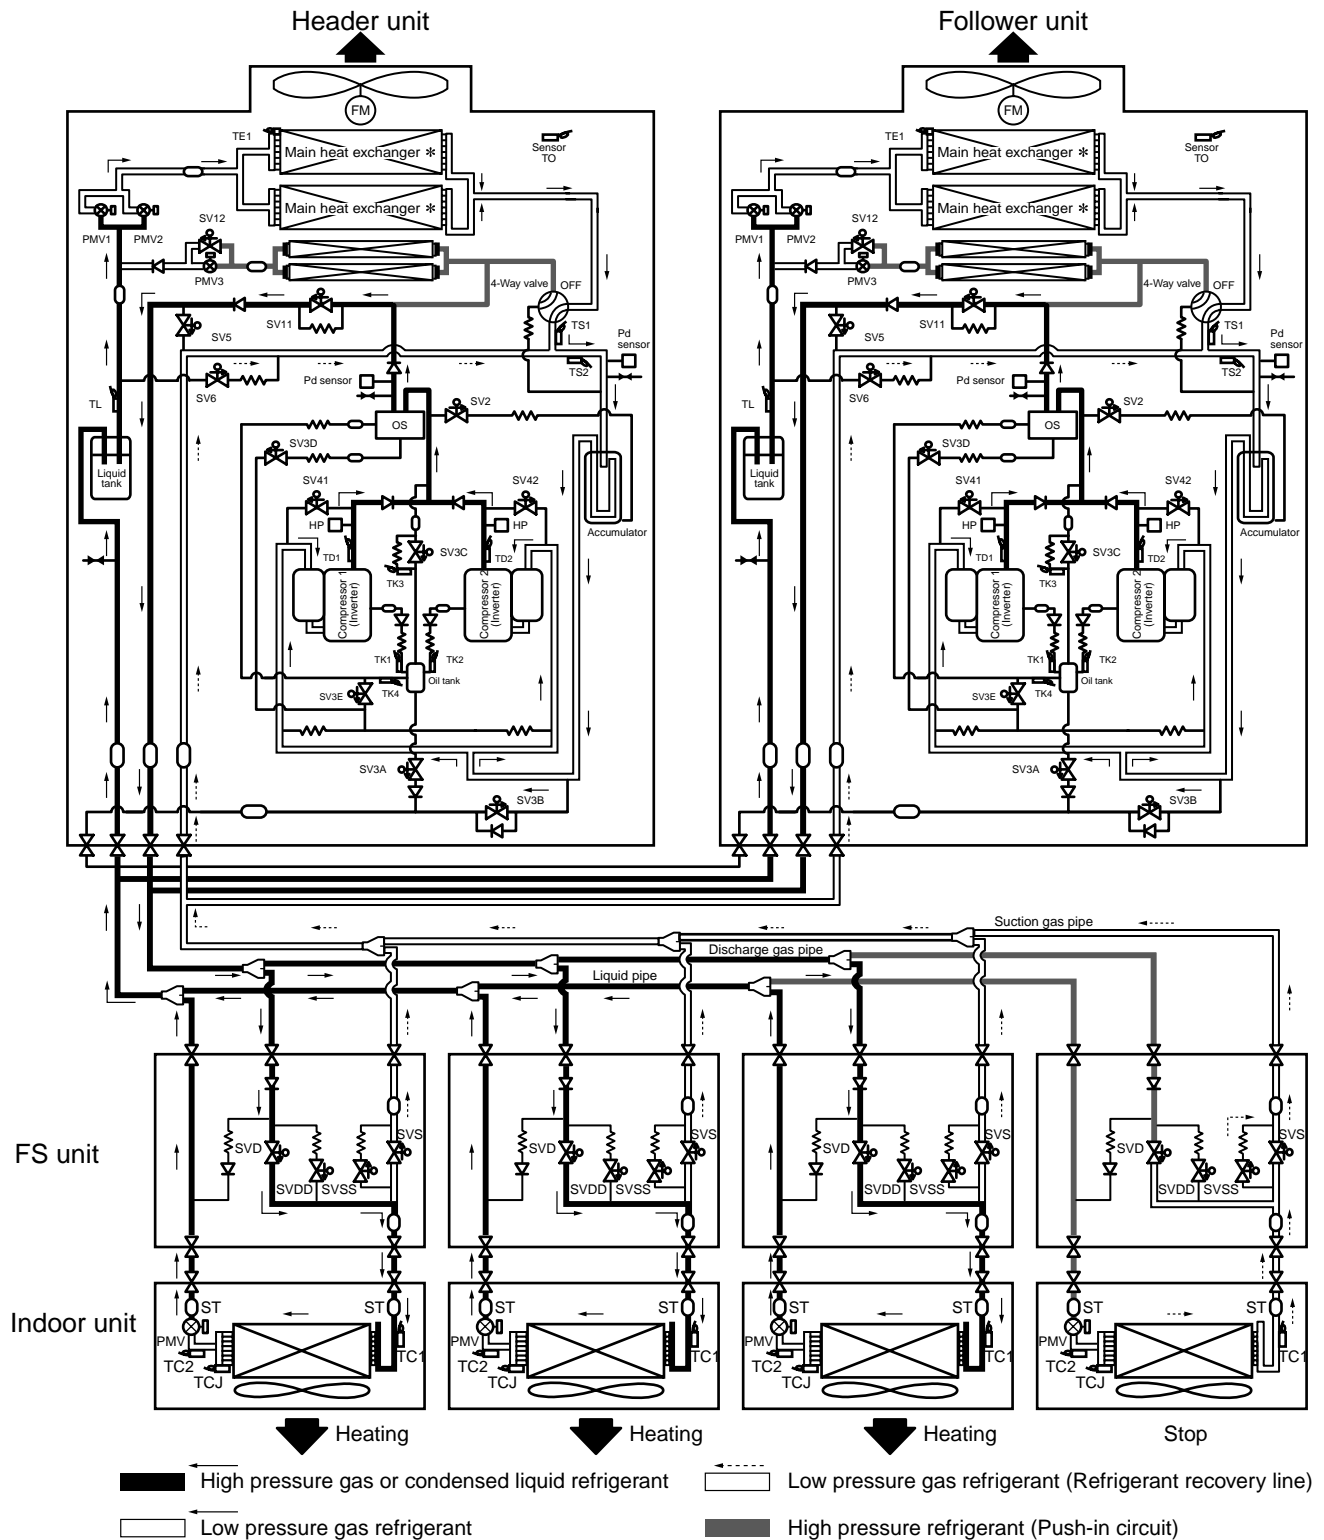 Header unit
FM
TE1
Main heat exchanger *
Main heat exchanger *
Sensor
TO
SV12
PMV1
PMV2
PMV3
4-Way valve
OFF
SV11
SV5
TS1
Pd
sensor
TS2
Pd sensor
SV6
TL
SV2
OS
SV3D
Liquid
tank
SV41
SV42
HP
HP
Accumulator
TD1
SV3C
TD2
TK3
Compressor 1
(Inverter)
Compressor 2
(Inverter)
TK1
TK2
Oil tank
TK4
SV3E
SV3A
SV3B
Follower unit
FM
TE1
Main heat exchanger *
Main heat exchanger *
Sensor
TO
SV12
PMV1
PMV2
PMV3
4-Way valve
OFF
SV11
SV5
TS1
Pd
sensor
TS2
Pd sensor
SV6
TL
SV2
OS
SV3D
Liquid
tank
SV41
SV42
HP
HP
Accumulator
TD1
SV3C
TD2
TK3
Compressor 1
(Inverter)
Compressor 2
(Inverter)
TK1
TK2
Oil tank
TK4
SV3E
SV3A
SV3B
Suction gas pipe
Discharge gas pipe
Liquid pipe
FS unit
SVD
SVS
SVDD
SVSS
SVD
SVS
SVDD
SVSS
SVD
SVS
SVDD
SVSS
SVD
SVS
SVDD
SVSS
Indoor unit
ST
ST
PMV
TC2
TCJ
TC1
ST
ST
PMV
TC2
TCJ
TC1
ST
ST
PMV
TC2
TCJ
TC1
ST
ST
PMV
TC2
TCJ
TC1
Heating
Heating
Heating
Stop
High pressure gas or condensed liquid refrigerant
Low pressure gas refrigerant (Refrigerant recovery line)
Low pressure gas refrigerant
High pressure refrigerant (Push-in circuit)